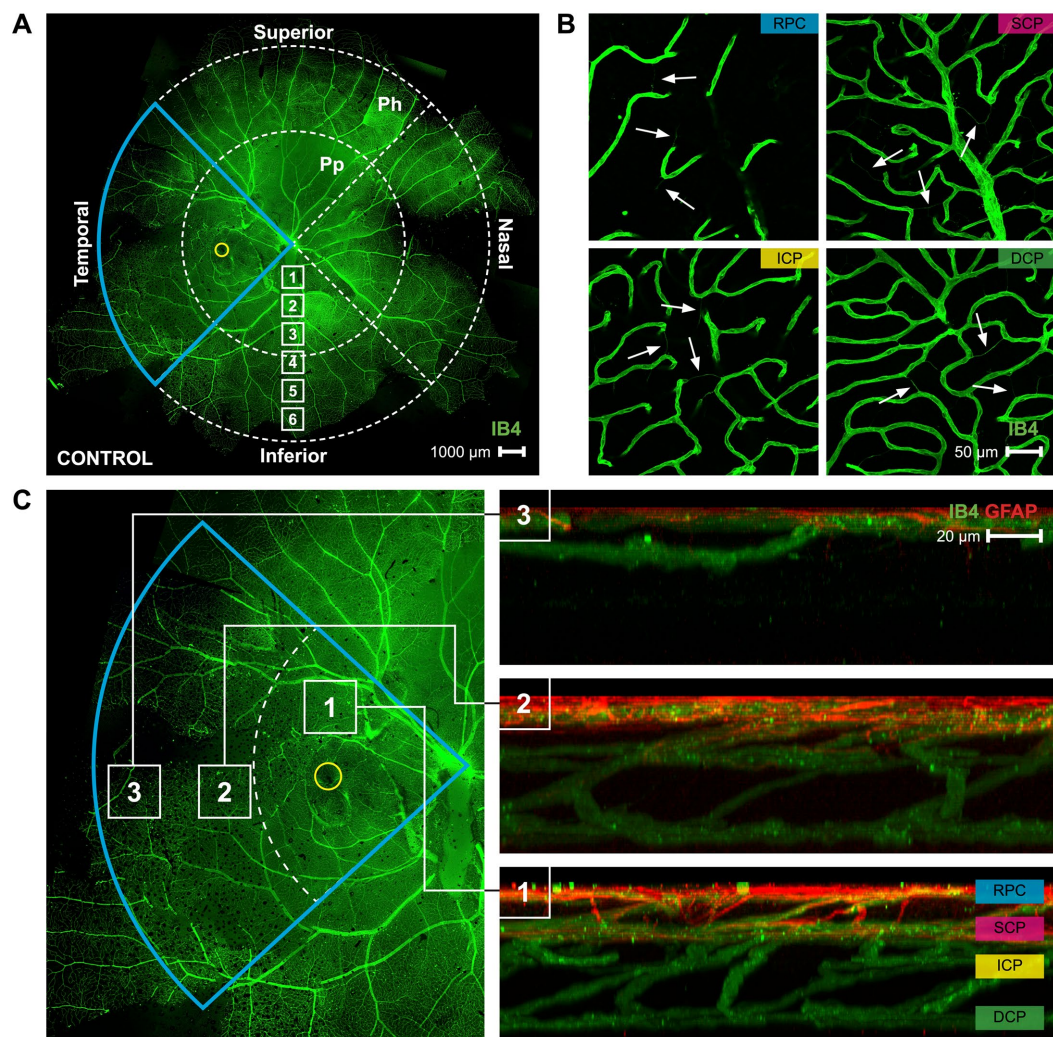 A
Superior
Ph
Pp
Temporal
Nasal
1
2
3
4
5
6
IB4
CONTROL
Inferior
1000 µm
B
RPC
SCP
ICP
DCP
IB4
50 µm
C
1
2
3
3
IB4 GFAP
20 µm
2
1
RPC
SCP
ICP
DCP